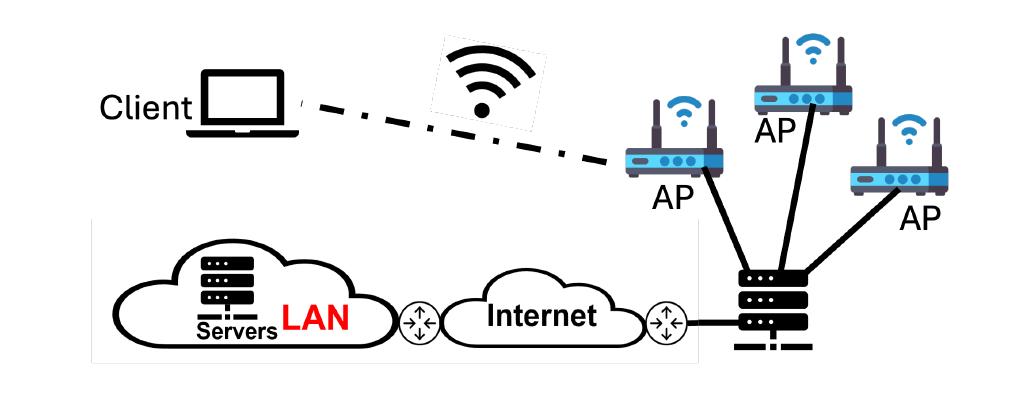 Client
AP
AP
AP
Servers
LAN
Internet